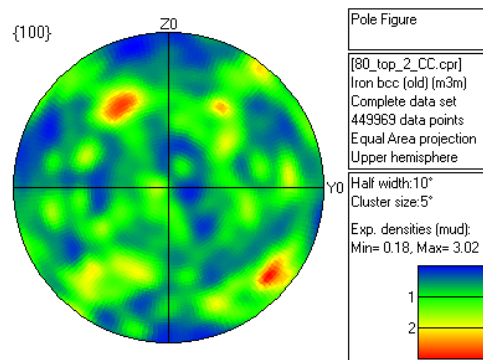 {100}
Z0
Y0
Pole Figure
[80_top_2_CC.cpr]
Iron bcc (old) (m3m)
Complete data set
449969 data points
Equal Area projection
Upper hemisphere
Half width:10°
Cluster size:5°
Exp. densities (mud):
Min= 0.18, Max= 3.02
1
2